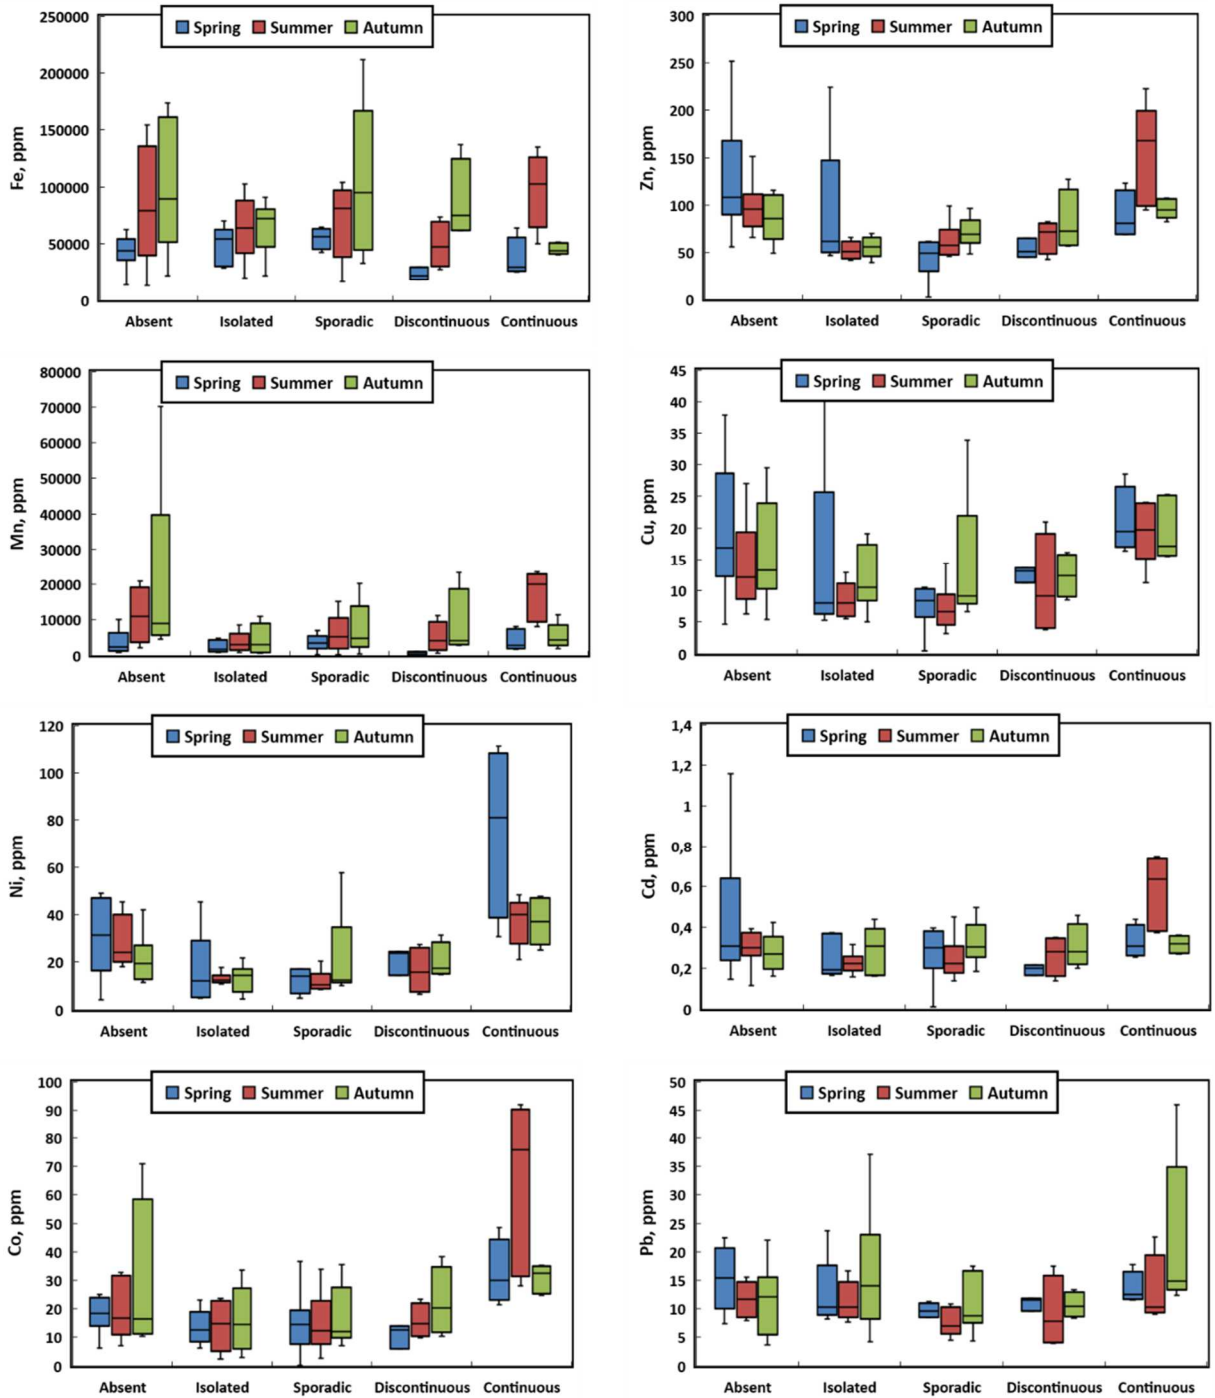 Spring Summer Autumn
Fe, ppm
250000
200000
150000
100000
50000
0
Absent Isolated Sporadic Discontinuous Continuous
Spring Summer Autumn
Zn, ppm
300
250
200
150
100
50
0
Absent Isolated Sporadic Discontinuous Continuous
Spring Summer Autumn
Mn, ppm
80000
70000
60000
50000
40000
30000
20000
10000
0
Absent Isolated Sporadic Discontinuous Continuous
Spring Summer Autumn
Cu, ppm
45
40
35
30
25
20
15
10
5
0
Absent Isolated Sporadic Discontinuous Continuous
Spring Summer Autumn
Ni, ppm
120
100
80
60
40
20
0
Absent Isolated Sporadic Discontinuous Continuous
Spring Summer Autumn
Cd, ppm
1,4
1,2
1
0,8
0,6
0,4
0,2
0
Absent Isolated Sporadic Discontinuous Continuous
Spring Summer Autumn
Co, ppm
100
90
80
70
60
50
40
30
20
10
0
Absent Isolated Sporadic Discontinuous Continuous
Spring Summer Autumn
Pb, ppm
50
45
40
35
30
25
20
15
10
5
0
Absent Isolated Sporadic Discontinuous Continuous